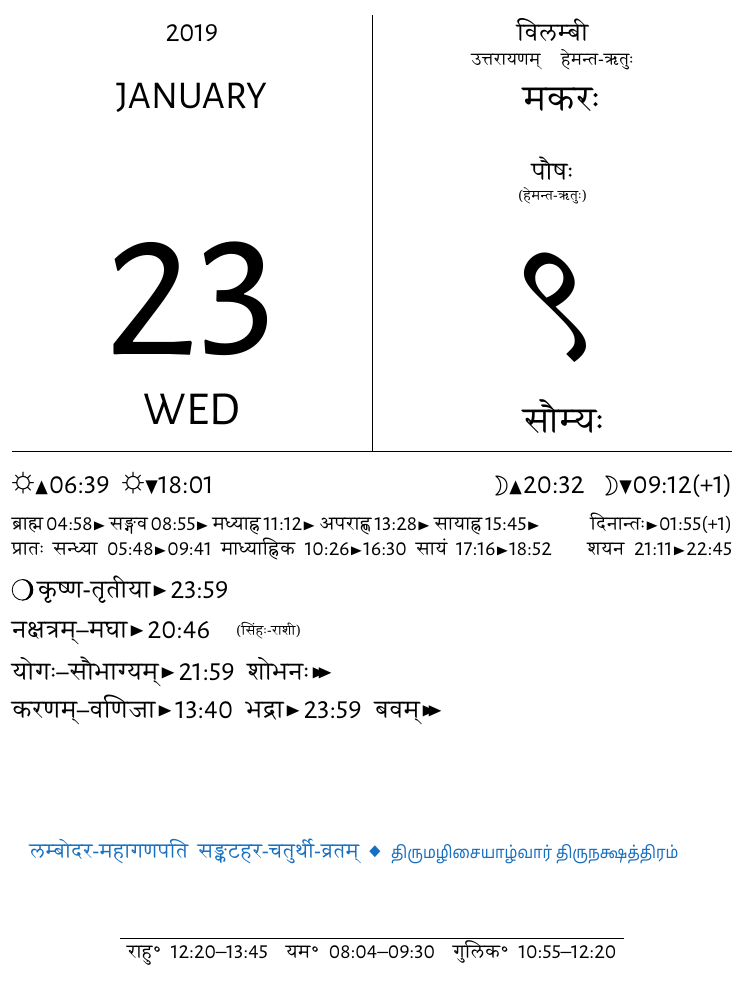 2019
JANUARY
23
WED
विलम्बी
उत्तरायणम् हेमन्त-ऋतुः
मकरः
पौषः
(हेमन्त-ऋतुः)
९
सौम्यः
☼▲06:39 ☼▼18:01 ☽▲20:32 ☽▼09:12(+1)
ब्राह्म 04:58► सङ्गव 08:55► मध्याह्न 11:12► अपराह्ण 13:28► सायाह्न 15:45► दिनान्तः►01:55(+1)
प्रातः सन्ध्या 05:48►09:41 माध्याह्निक 10:26►16:30 सायं 17:16►18:52 शयन 21:11►22:45
कृष्ण-तृतीया►23:59
नक्षत्रम्–मघा►20:46 (सिंहः-राशी)
योगः–सौभाग्यम्►21:59 शोभनः►►
करणम्–वणिजा►13:40 भद्रा►23:59 बवम्►►
लम्बोदर-महागणपति सङ्कटहर-चतुर्थी-व्रतम् ◆ திருமழிசையாழ்வார் திருநக்ஷத்திரம்
राहु° 12:20–13:45 यम° 08:04–09:30 गुलिक° 10:55–12:20